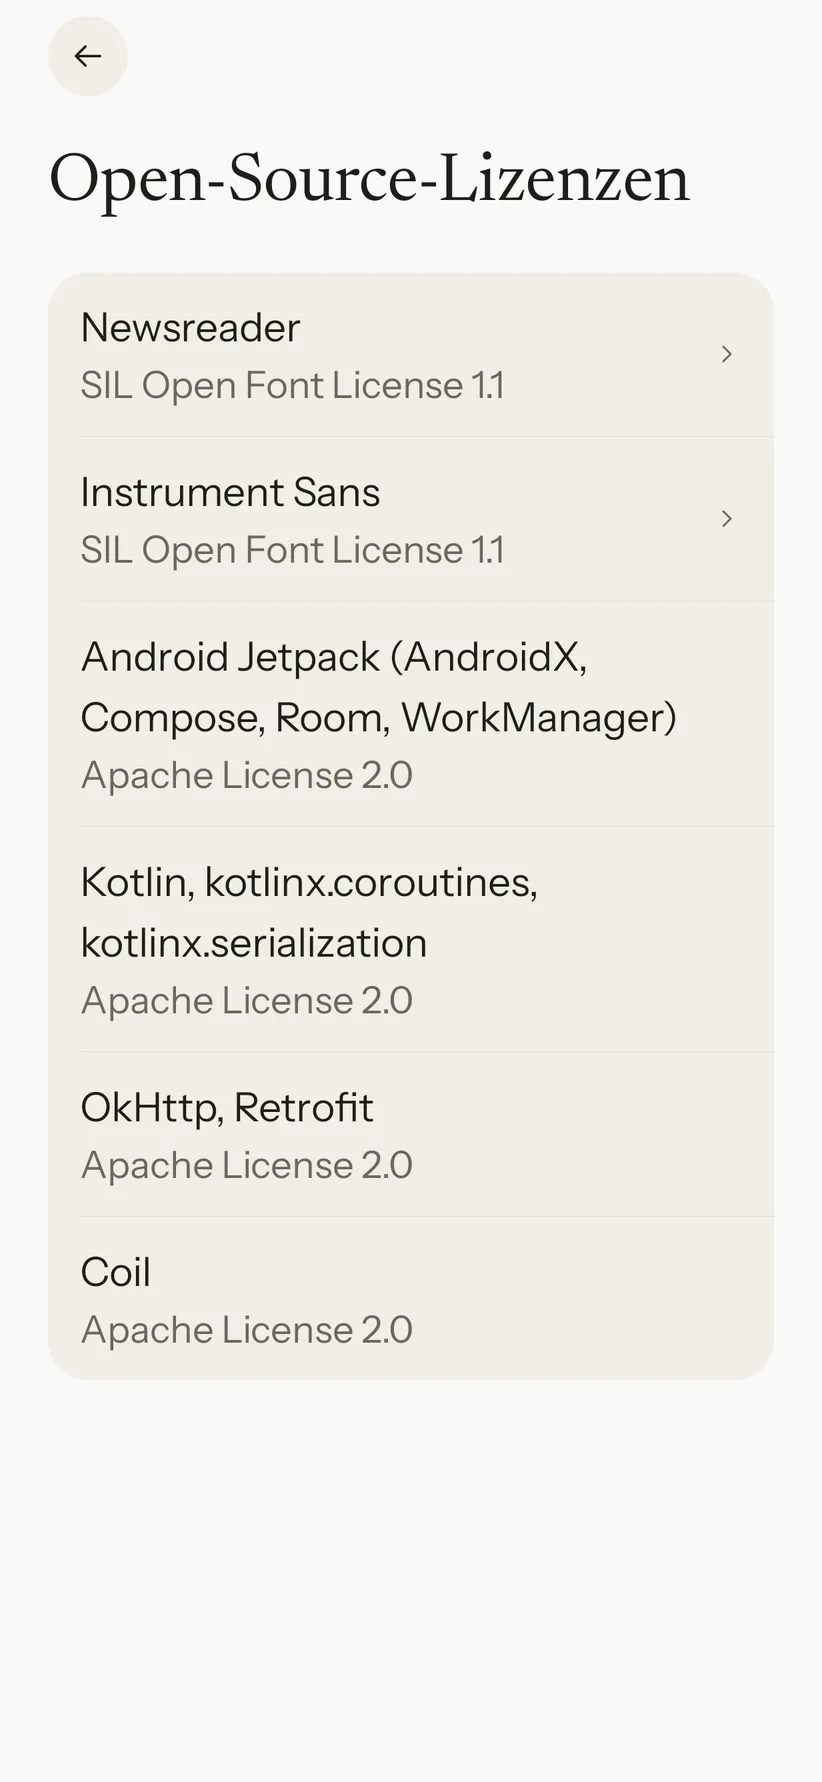 Open-Source-Lizenzen
Newsreader
SIL Open Font License 1.1
Instrument Sans
SIL Open Font License 1.1
Android Jetpack (AndroidX,
Compose, Room, WorkManager)
Apache License 2.0
Kotlin, kotlinx.coroutines,
kotlinx.serialization
Apache License 2.0
OkHttp, Retrofit
Apache License 2.0
Coil
Apache License 2.0